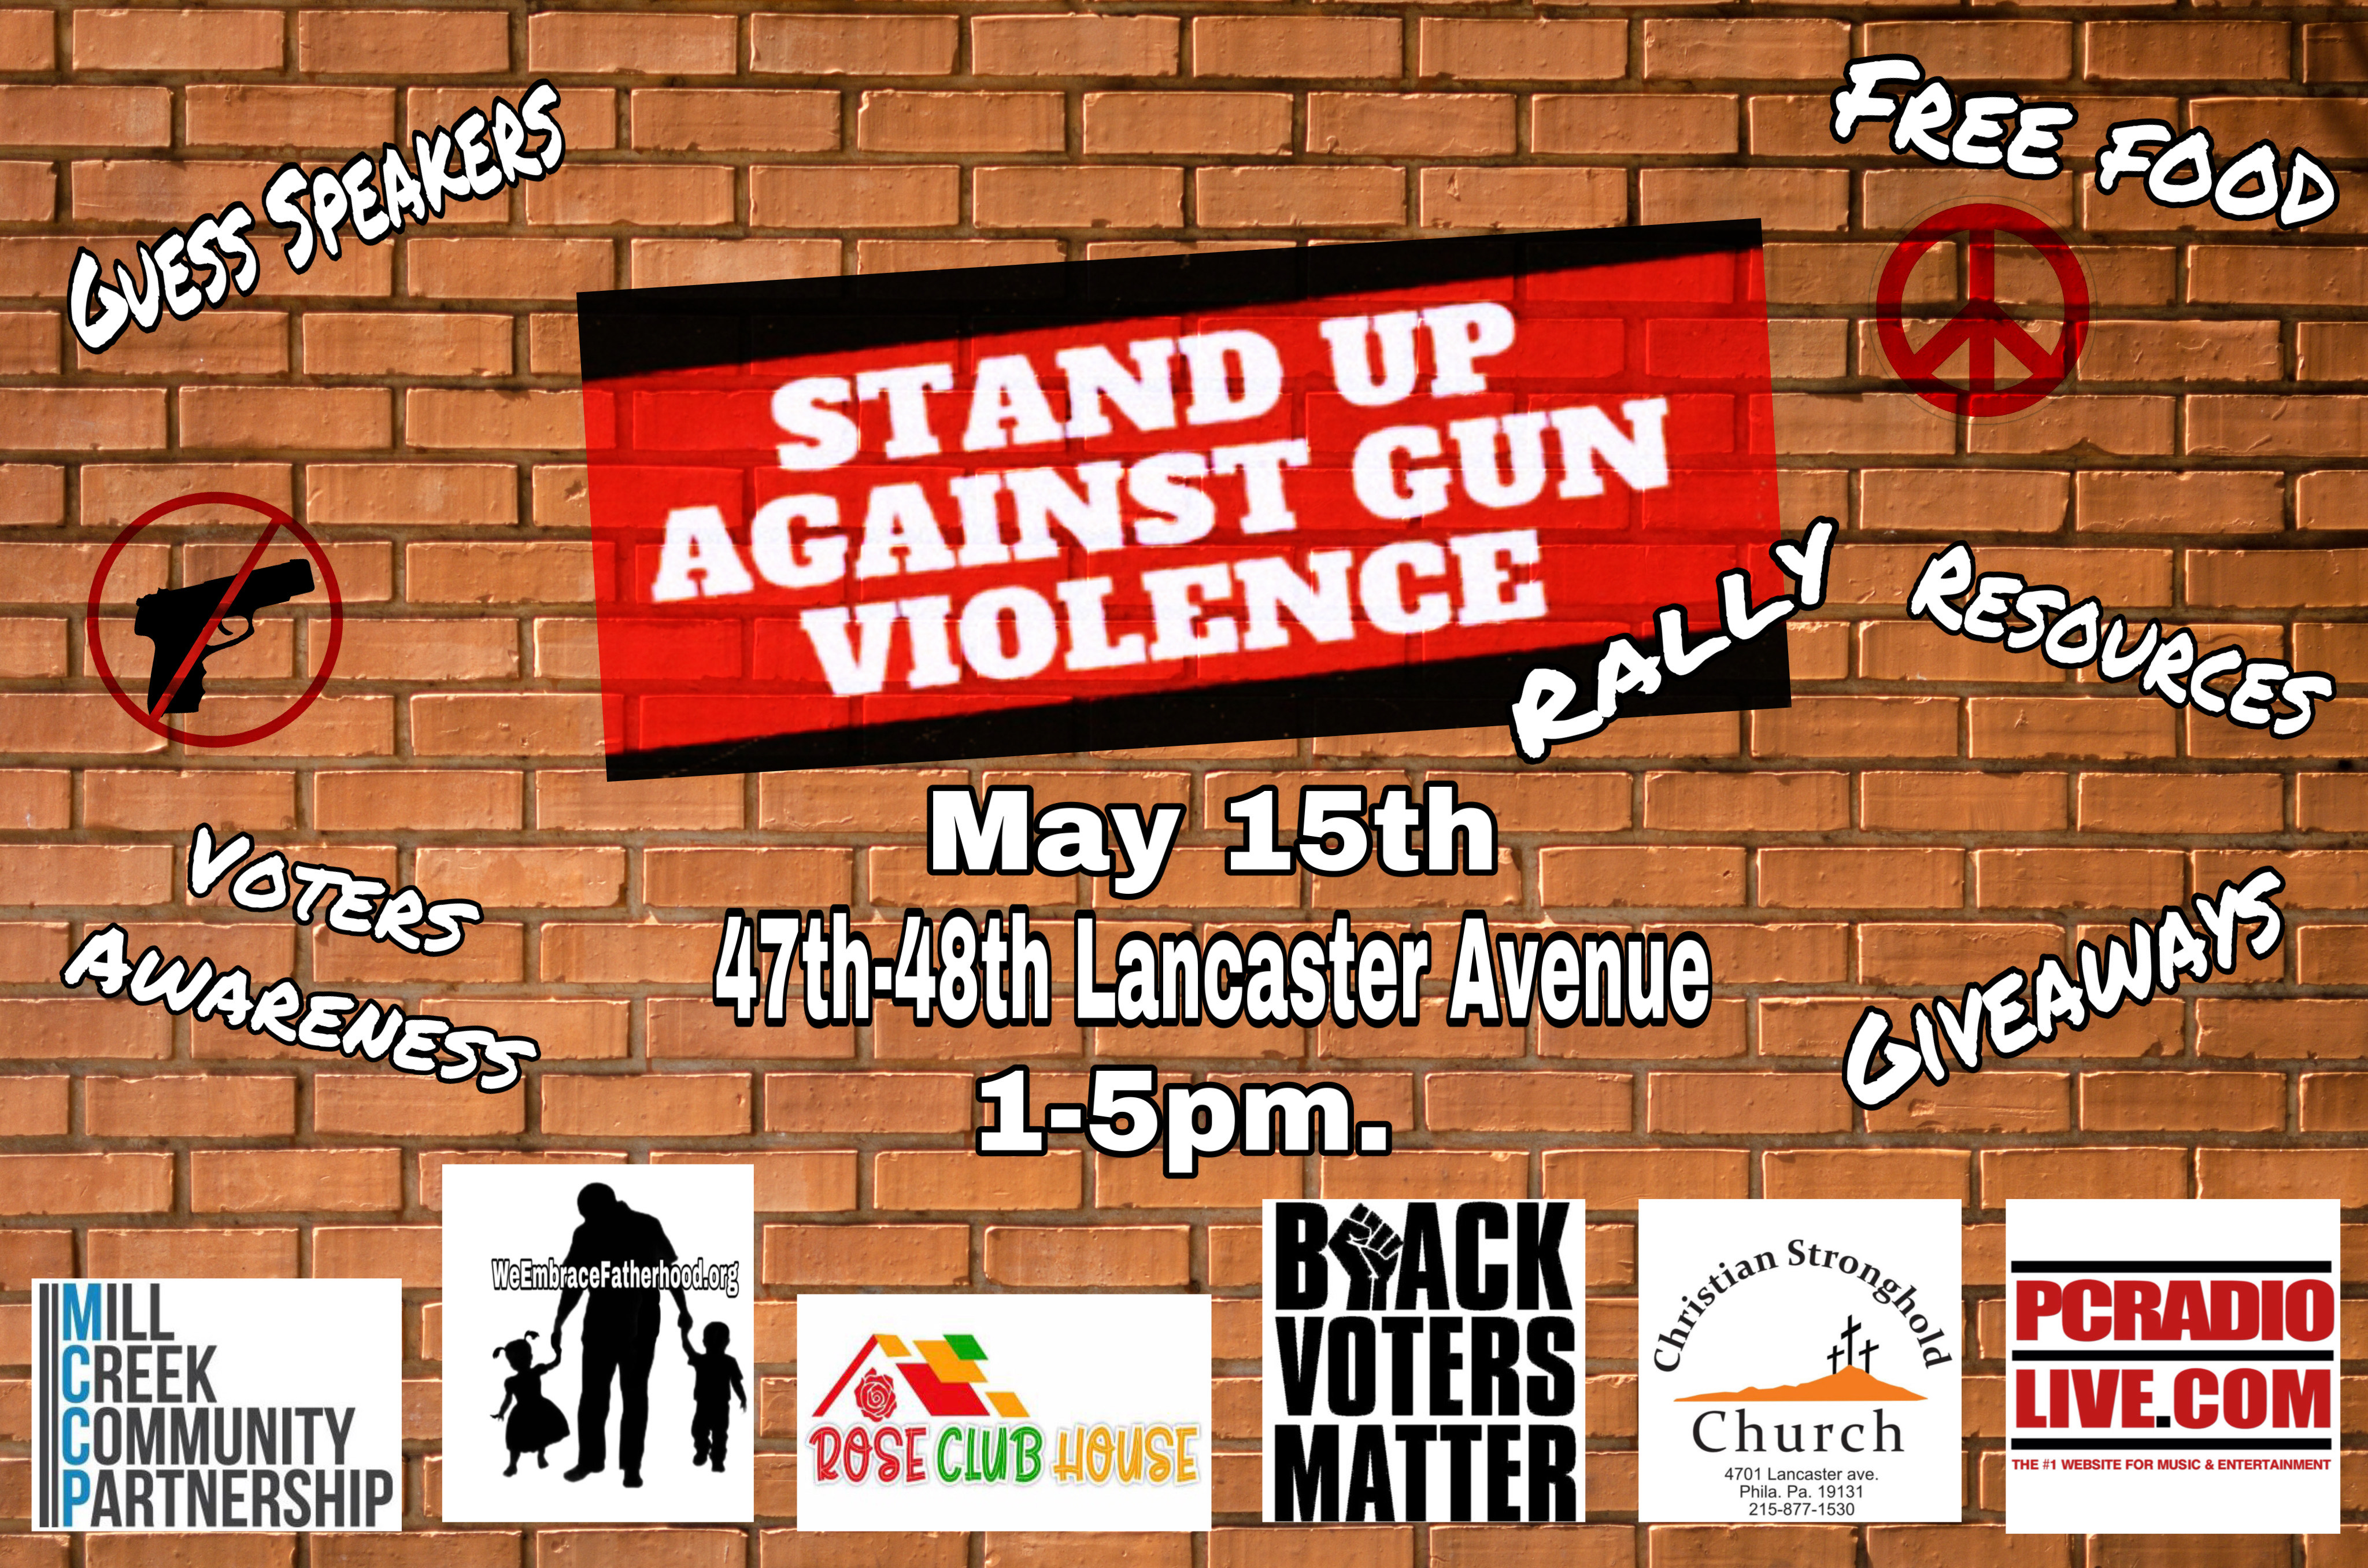 Guess Speakers
Free Food
STAND UP
AGAINST GUN
VIOLENCE
Rally
Resources
Voters
Awareness
May 15th
47th-48th Lancaster Avenue
1-5pm.
Giveaways
MILL
CREEK
COMMUNITY
PARTNERSHIP
WeEmbraceFatherhood.org
ROSE CLUB HOUSE
BLACK
VOTERS
MATTER
Christian Stronghold
Church
4701 Lancaster ave.
Phila. Pa. 19131
215-877-1530
PCRADIO
LIVE.COM
THE #1 WEBSITE FOR MUSIC & ENTERTAINMENT